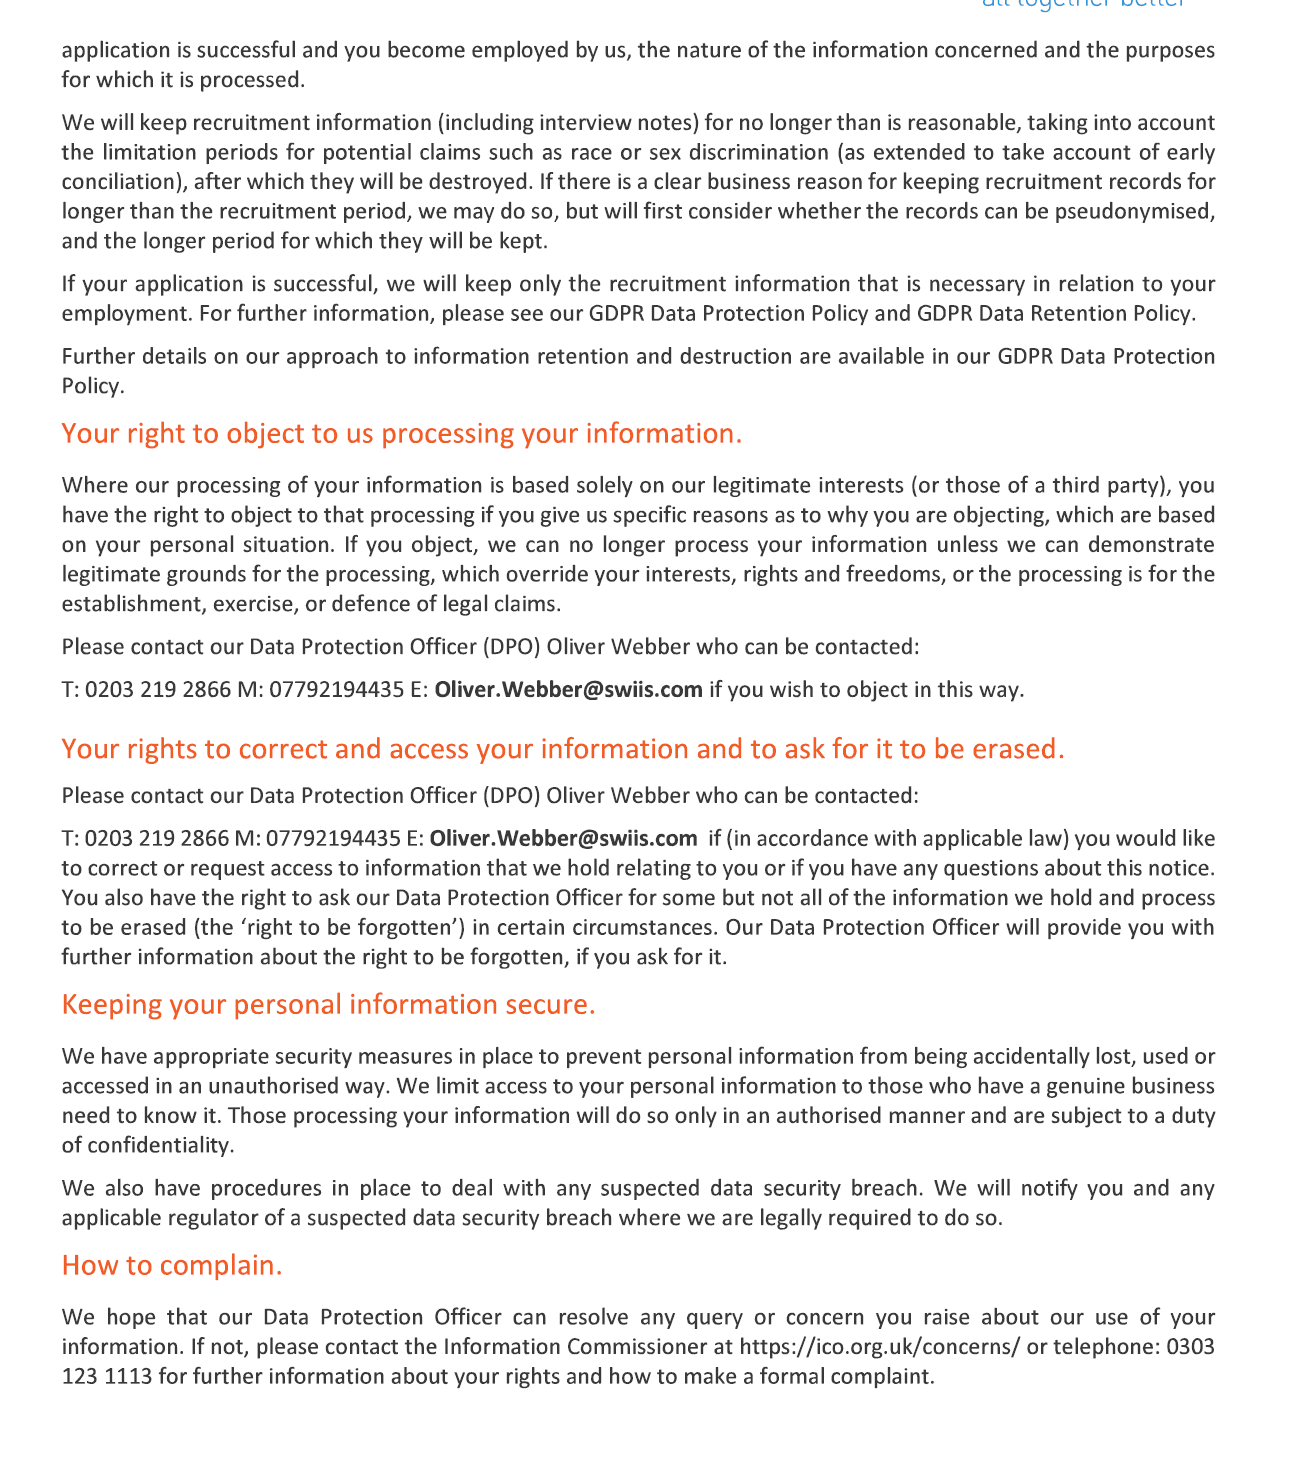 all together better
application is successful and you become employed by us, the nature of the information concerned and the purposes
for which it is processed.
We will keep recruitment information (including interview notes) for no longer than is reasonable, taking into account
the limitation periods for potential claims such as race or sex discrimination (as extended to take account of early
conciliation), after which they will be destroyed. If there is a clear business reason for keeping recruitment records for
longer than the recruitment period, we may do so, but will first consider whether the records can be pseudonymised,
and the longer period for which they will be kept.
If your application is successful, we will keep only the recruitment information that is necessary in relation to your
employment. For further information, please see our GDPR Data Protection Policy and GDPR Data Retention Policy.
Further details on our approach to information retention and destruction are available in our GDPR Data Protection
Policy.
Your right to object to us processing your information.
Where our processing of your information is based solely on our legitimate interests (or those of a third party), you
have the right to object to that processing if you give us specific reasons as to why you are objecting, which are based
on your personal situation. If you object, we can no longer process your information unless we can demonstrate
legitimate grounds for the processing, which override your interests, rights and freedoms, or the processing is for the
establishment, exercise, or defence of legal claims.
Please contact our Data Protection Officer (DPO) Oliver Webber who can be contacted:
T: 0203 219 2866 M: 07792194435 E: Oliver.Webber@swiis.com if you wish to object in this way.
Your rights to correct and access your information and to ask for it to be erased.
Please contact our Data Protection Officer (DPO) Oliver Webber who can be contacted:
T: 0203 219 2866 M: 07792194435 E: Oliver.Webber@swiis.com if (in accordance with applicable law) you would like
to correct or request access to information that we hold relating to you or if you have any questions about this notice.
You also have the right to ask our Data Protection Officer for some but not all of the information we hold and process
to be erased (the ‘right to be forgotten’) in certain circumstances. Our Data Protection Officer will provide you with
further information about the right to be forgotten, if you ask for it.
Keeping your personal information secure.
We have appropriate security measures in place to prevent personal information from being accidentally lost, used or
accessed in an unauthorised way. We limit access to your personal information to those who have a genuine business
need to know it. Those processing your information will do so only in an authorised manner and are subject to a duty
of confidentiality.
We also have procedures in place to deal with any suspected data security breach. We will notify you and any
applicable regulator of a suspected data security breach where we are legally required to do so.
How to complain.
We hope that our Data Protection Officer can resolve any query or concern you raise about our use of your
information. If not, please contact the Information Commissioner at https://ico.org.uk/concerns/ or telephone: 0303
123 1113 for further information about your rights and how to make a formal complaint.